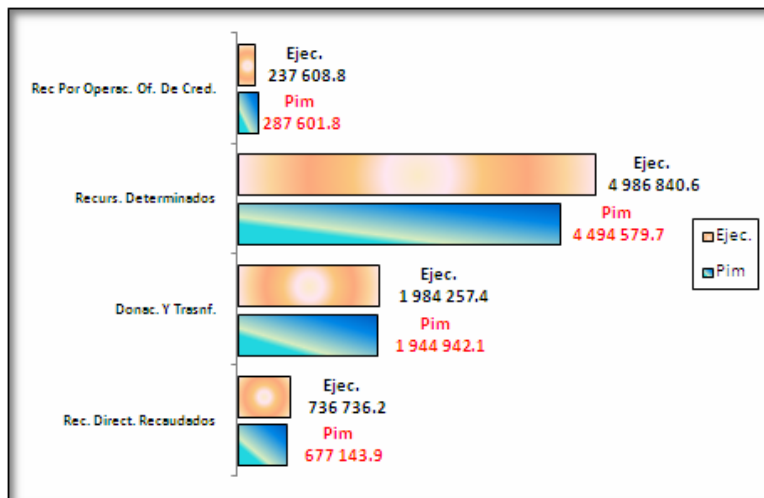 Ejec.
237 608.8
Rec Por Operac. Of. De Cred.
Pim
287 601.8
Ejec.
4 986 840.6
Recurs. Determinados
Pim
4 494 579.7
Ejec.
Pim
Ejec.
1 984 257.4
Donac. Y Trasnf.
Pim
1 944 942.1
Ejec.
736 736.2
Rec. Direct. Recaudados
Pim
677 143.9